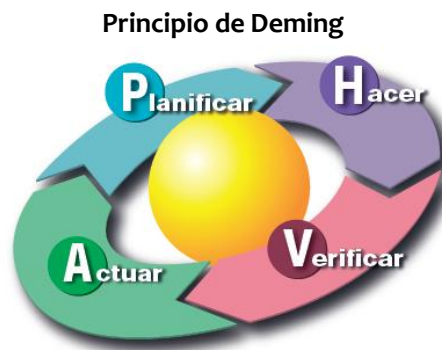 Principio de Deming
Planificar
Hacer
Verificar
Actuar